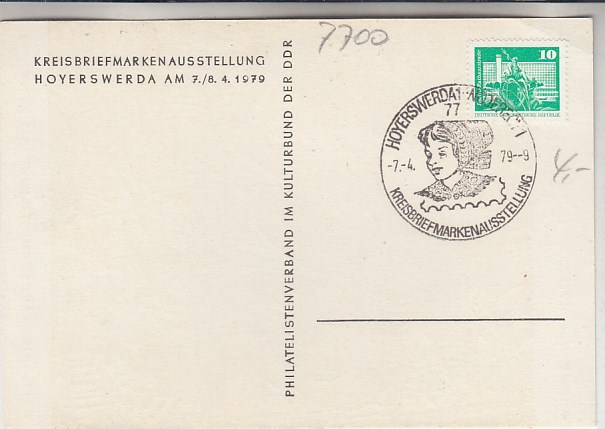 KREISBRIEFMARKENAUSSTELLUNG
HOYERSWERDA AM 7./8. 4. 1979
PHILATELISTENVERBAND IM KULTURBUND DER DDR
7700
10
DEUTSCHE DEMOKRATISCHE REPUBLIK
HOYERSWERDA 1
77
-7.-4. 79--9
KREISBRIEFMARKENAUSSTELLUNG
4,-